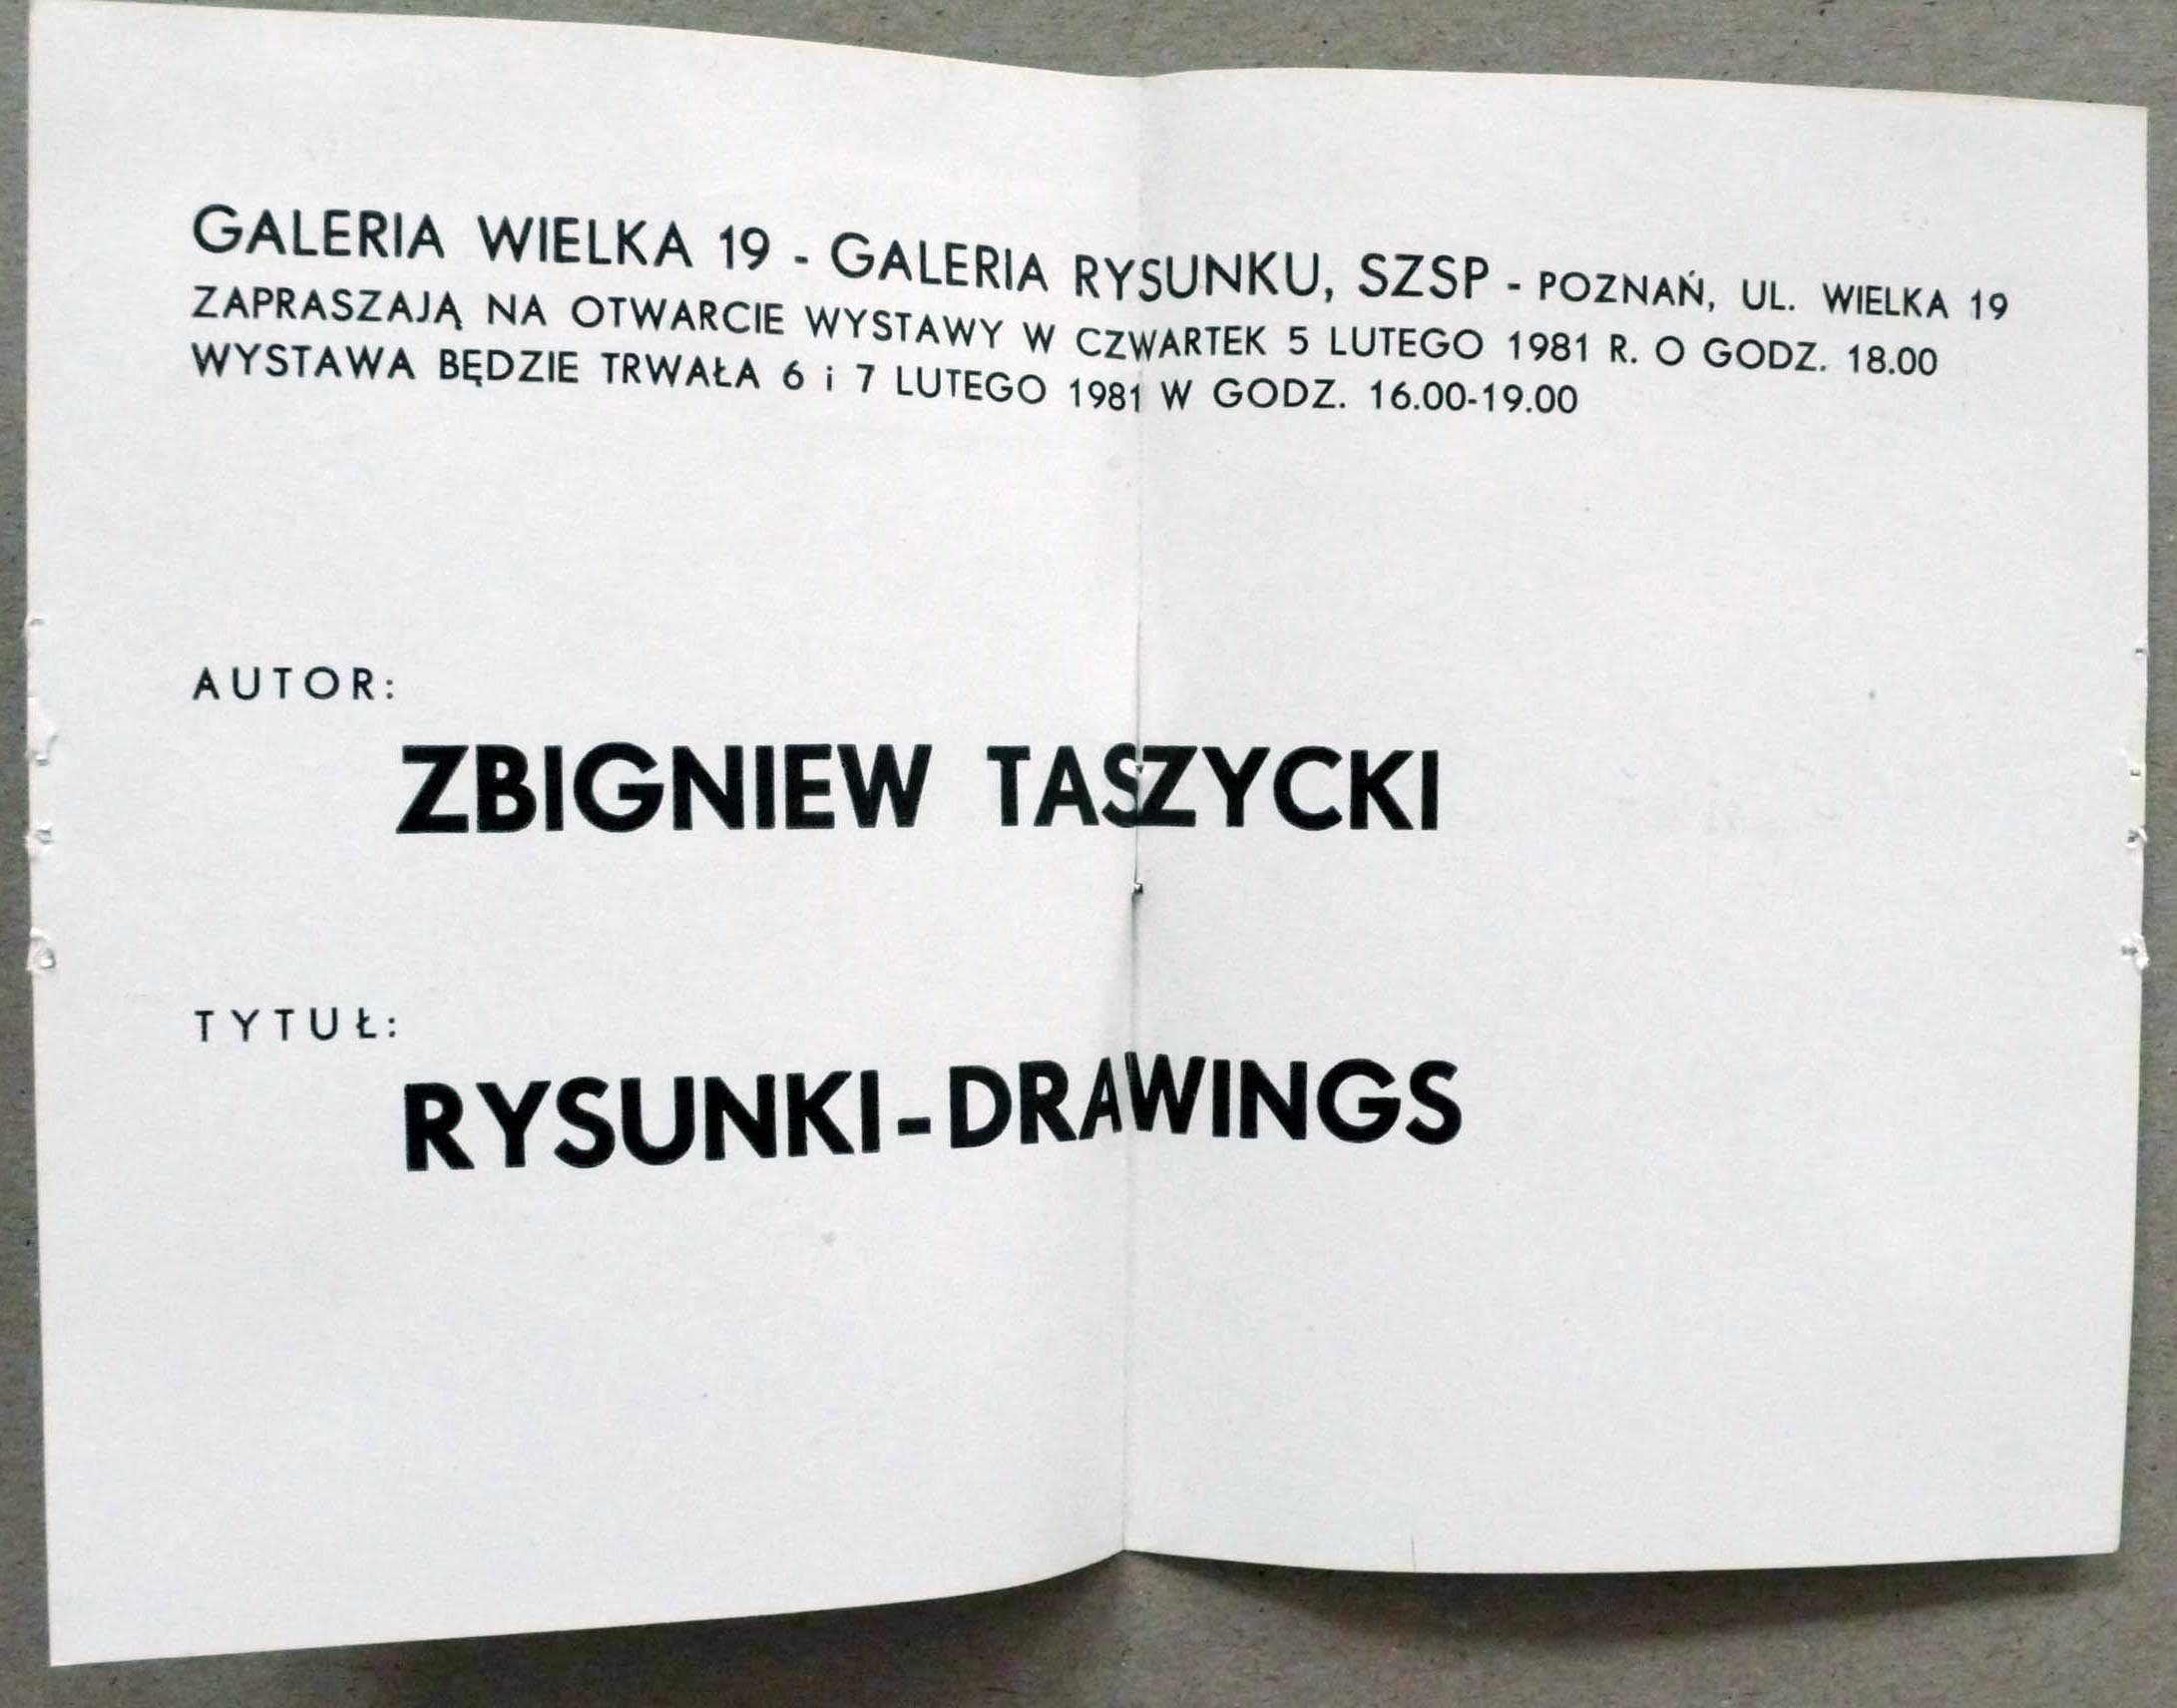 GALERIA WIELKA 19 - GALERIA RYSUNKU, SZSP - POZNAŃ, UL. WIELKA 19
ZAPRASZAJĄ NA OTWARCIE WYSTAWY W CZWARTEK 5 LUTEGO 1981 R. O GODZ. 18.00
WYSTAWA BĘDZIE TRWAŁA 6 i 7 LUTEGO 1981 W GODZ. 16.00-19.00
AUTOR:
ZBIGNIEW TASZYCKI
TYTUŁ:
RYSUNKI-DRAWINGS